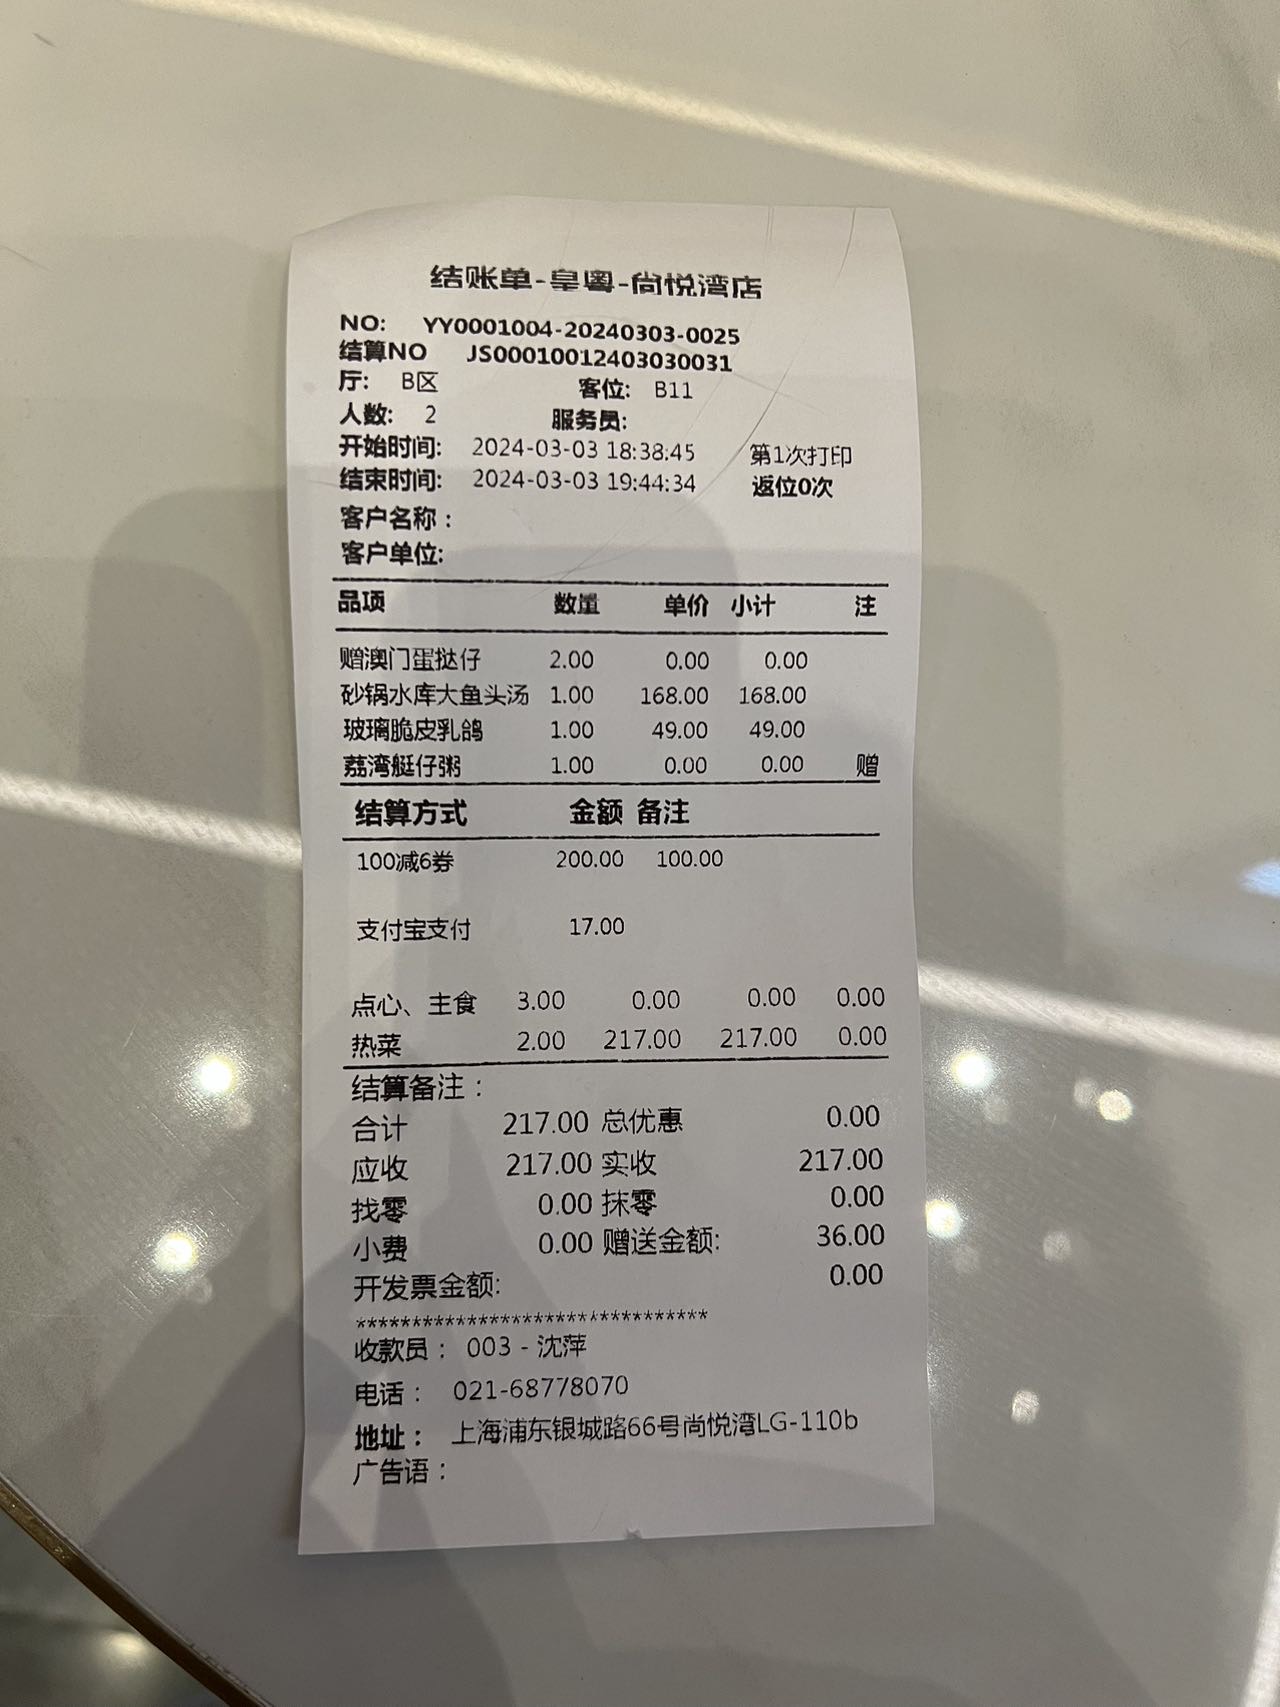 结账单-皇粤-尚悦湾店
NO: YY0001004-20240303-0025
结算NO JS00010012403030031
厅: B区 客位: B11
人数: 2 服务员:
开始时间: 2024-03-03 18:38:45 第1次打印
结束时间: 2024-03-03 19:44:34 返位0次
客户名称：
客户单位:
品项 数量 单价 小计 注
赠澳门蛋挞仔 2.00 0.00 0.00
砂锅水库大鱼头汤 1.00 168.00 168.00
玻璃脆皮乳鸽 1.00 49.00 49.00
荔湾艇仔粥 1.00 0.00 0.00 赠
结算方式 金额 备注
100减6券 200.00 100.00
支付宝支付 17.00
点心、主食 3.00 0.00 0.00 0.00
热菜 2.00 217.00 217.00 0.00
结算备注：
合计 217.00 总优惠 0.00
应收 217.00 实收 217.00
找零 0.00 抹零 0.00
小费 0.00 赠送金额: 36.00
开发票金额: 0.00
********************************
收款员： 003 - 沈萍
电话： 021-68778070
地址： 上海浦东银城路66号尚悦湾LG-110b
广告语：